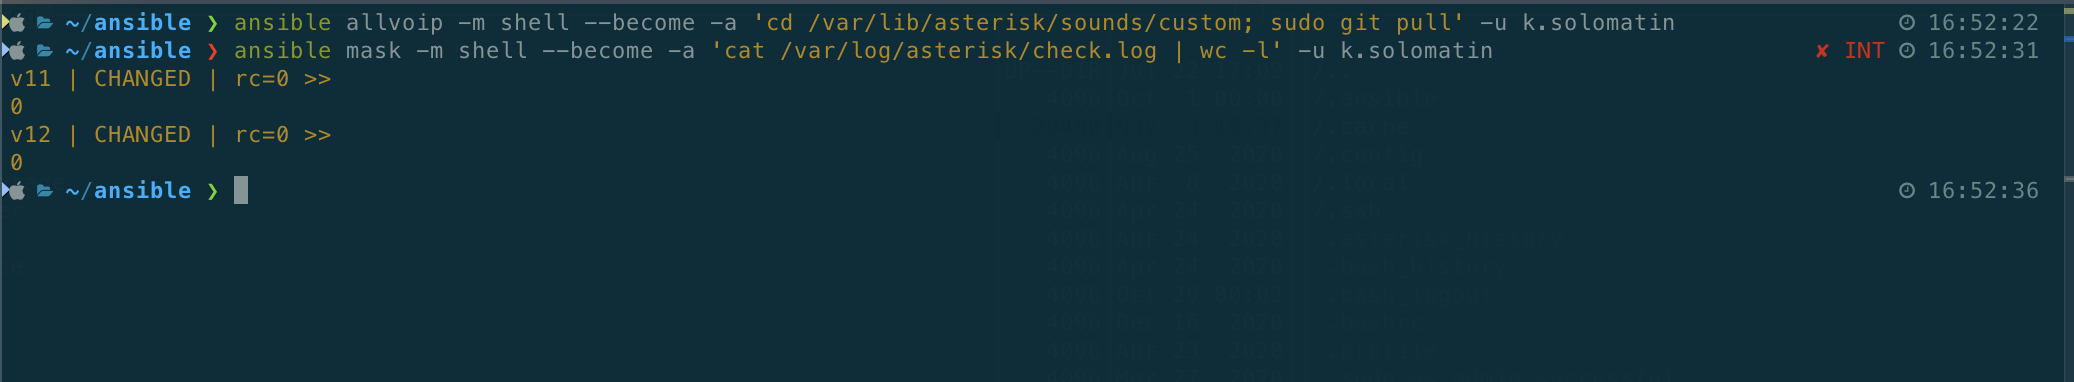 ~/ansible ❯ ansible allvoip -m shell --become -a 'cd /var/lib/asterisk/sounds/custom; sudo git pull' -u k.solomatin 16:52:22
~/ansible ❯ ansible mask -m shell --become -a 'cat /var/log/asterisk/check.log | wc -l' -u k.solomatin ✘ INT 16:52:31
v11 | CHANGED | rc=0 >>
0
v12 | CHANGED | rc=0 >>
0
~/ansible ❯ 16:52:36